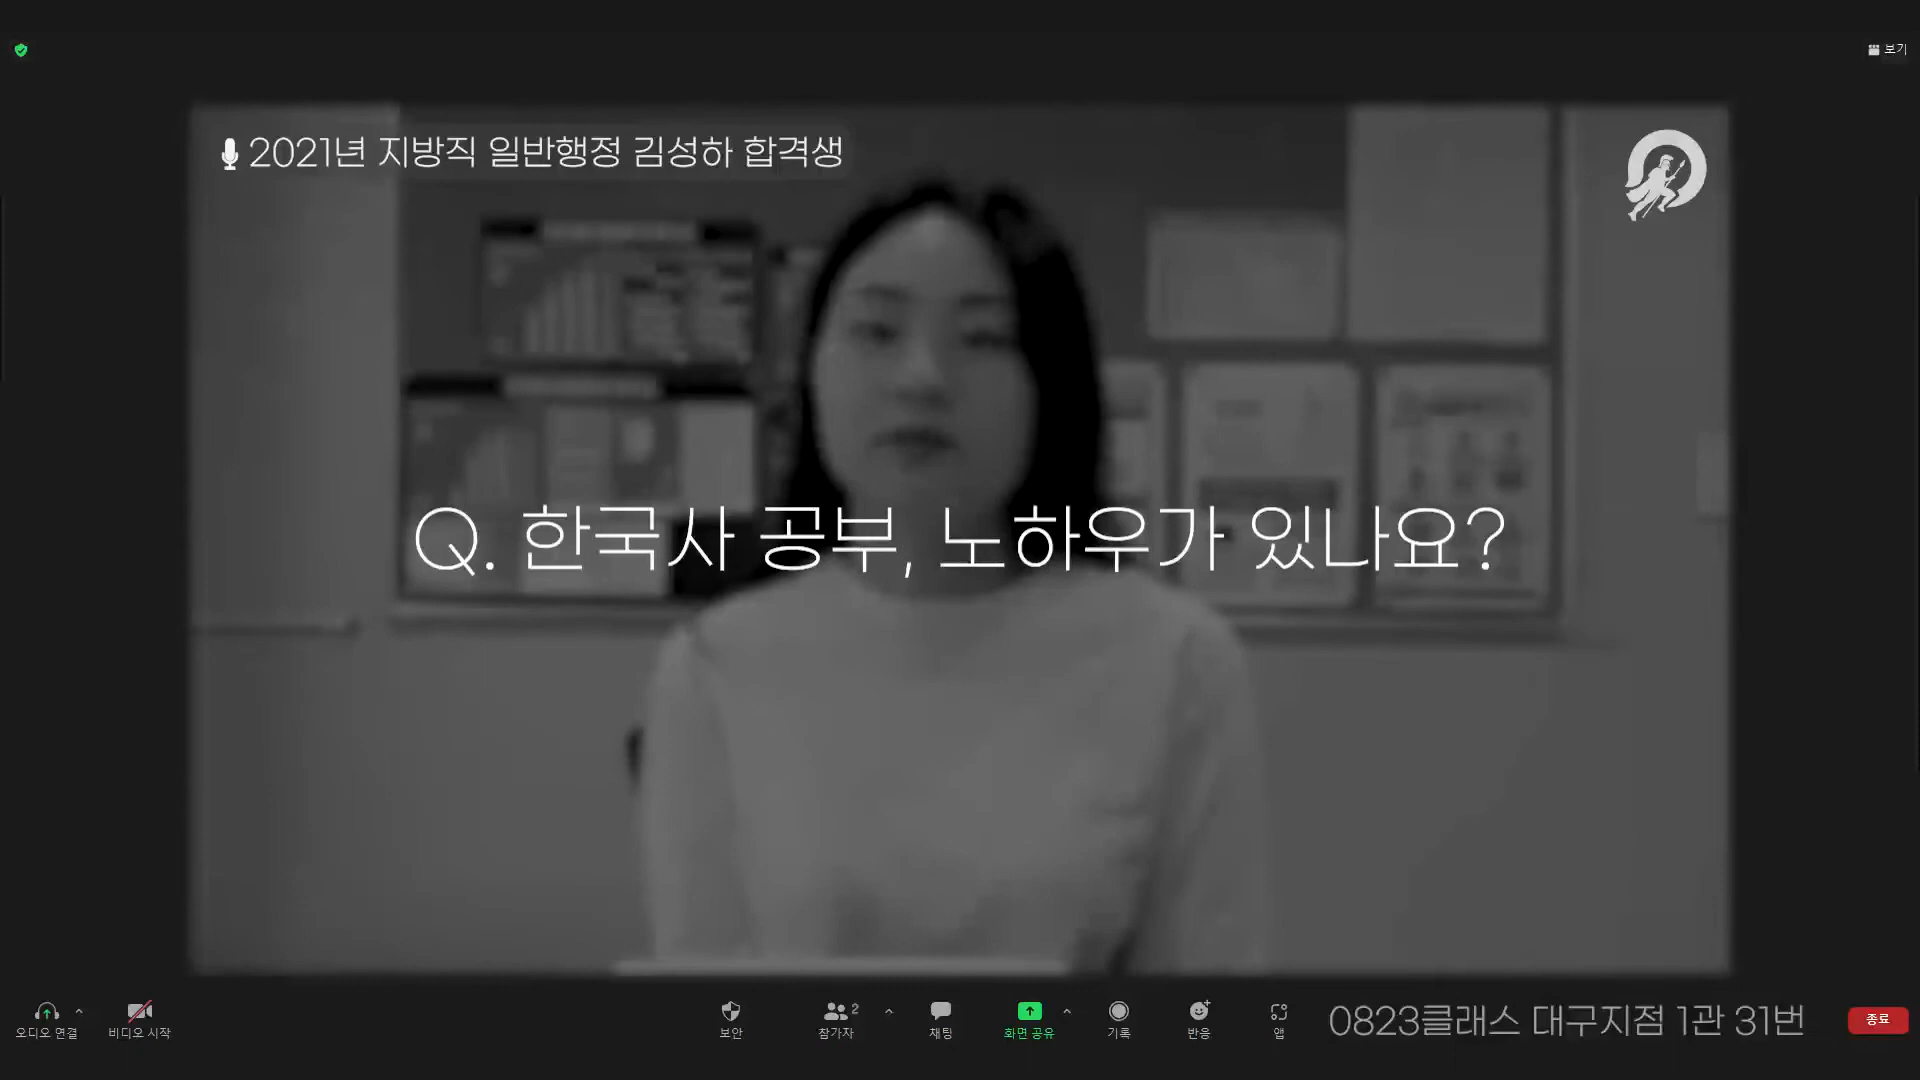 보기
2021년 지방직 일반행정 김성하 합격생
Q. 한국사 공부, 노하우가 있나요?
오디오 연결
비디오 시작
보안
참가자
2
채팅
화면 공유
기록
반응
앱
0823클래스 대구지점 1관 31번
종료